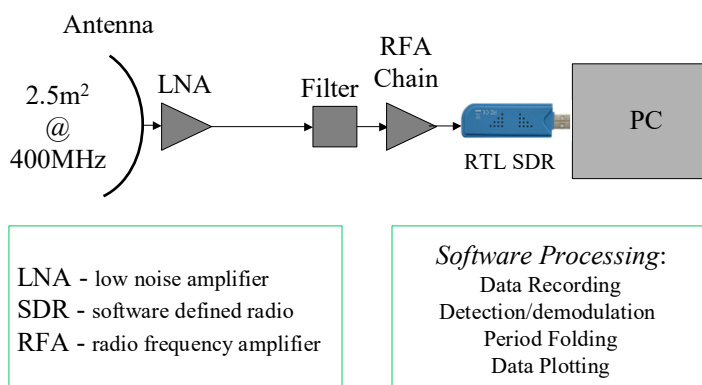 Antenna
2.5m²
@
400MHz
LNA
Filter
RFA
Chain
RTL SDR
PC
LNA - low noise amplifier
SDR - software defined radio
RFA - radio frequency amplifier
Software Processing:
Data Recording
Detection/demodulation
Period Folding
Data Plotting